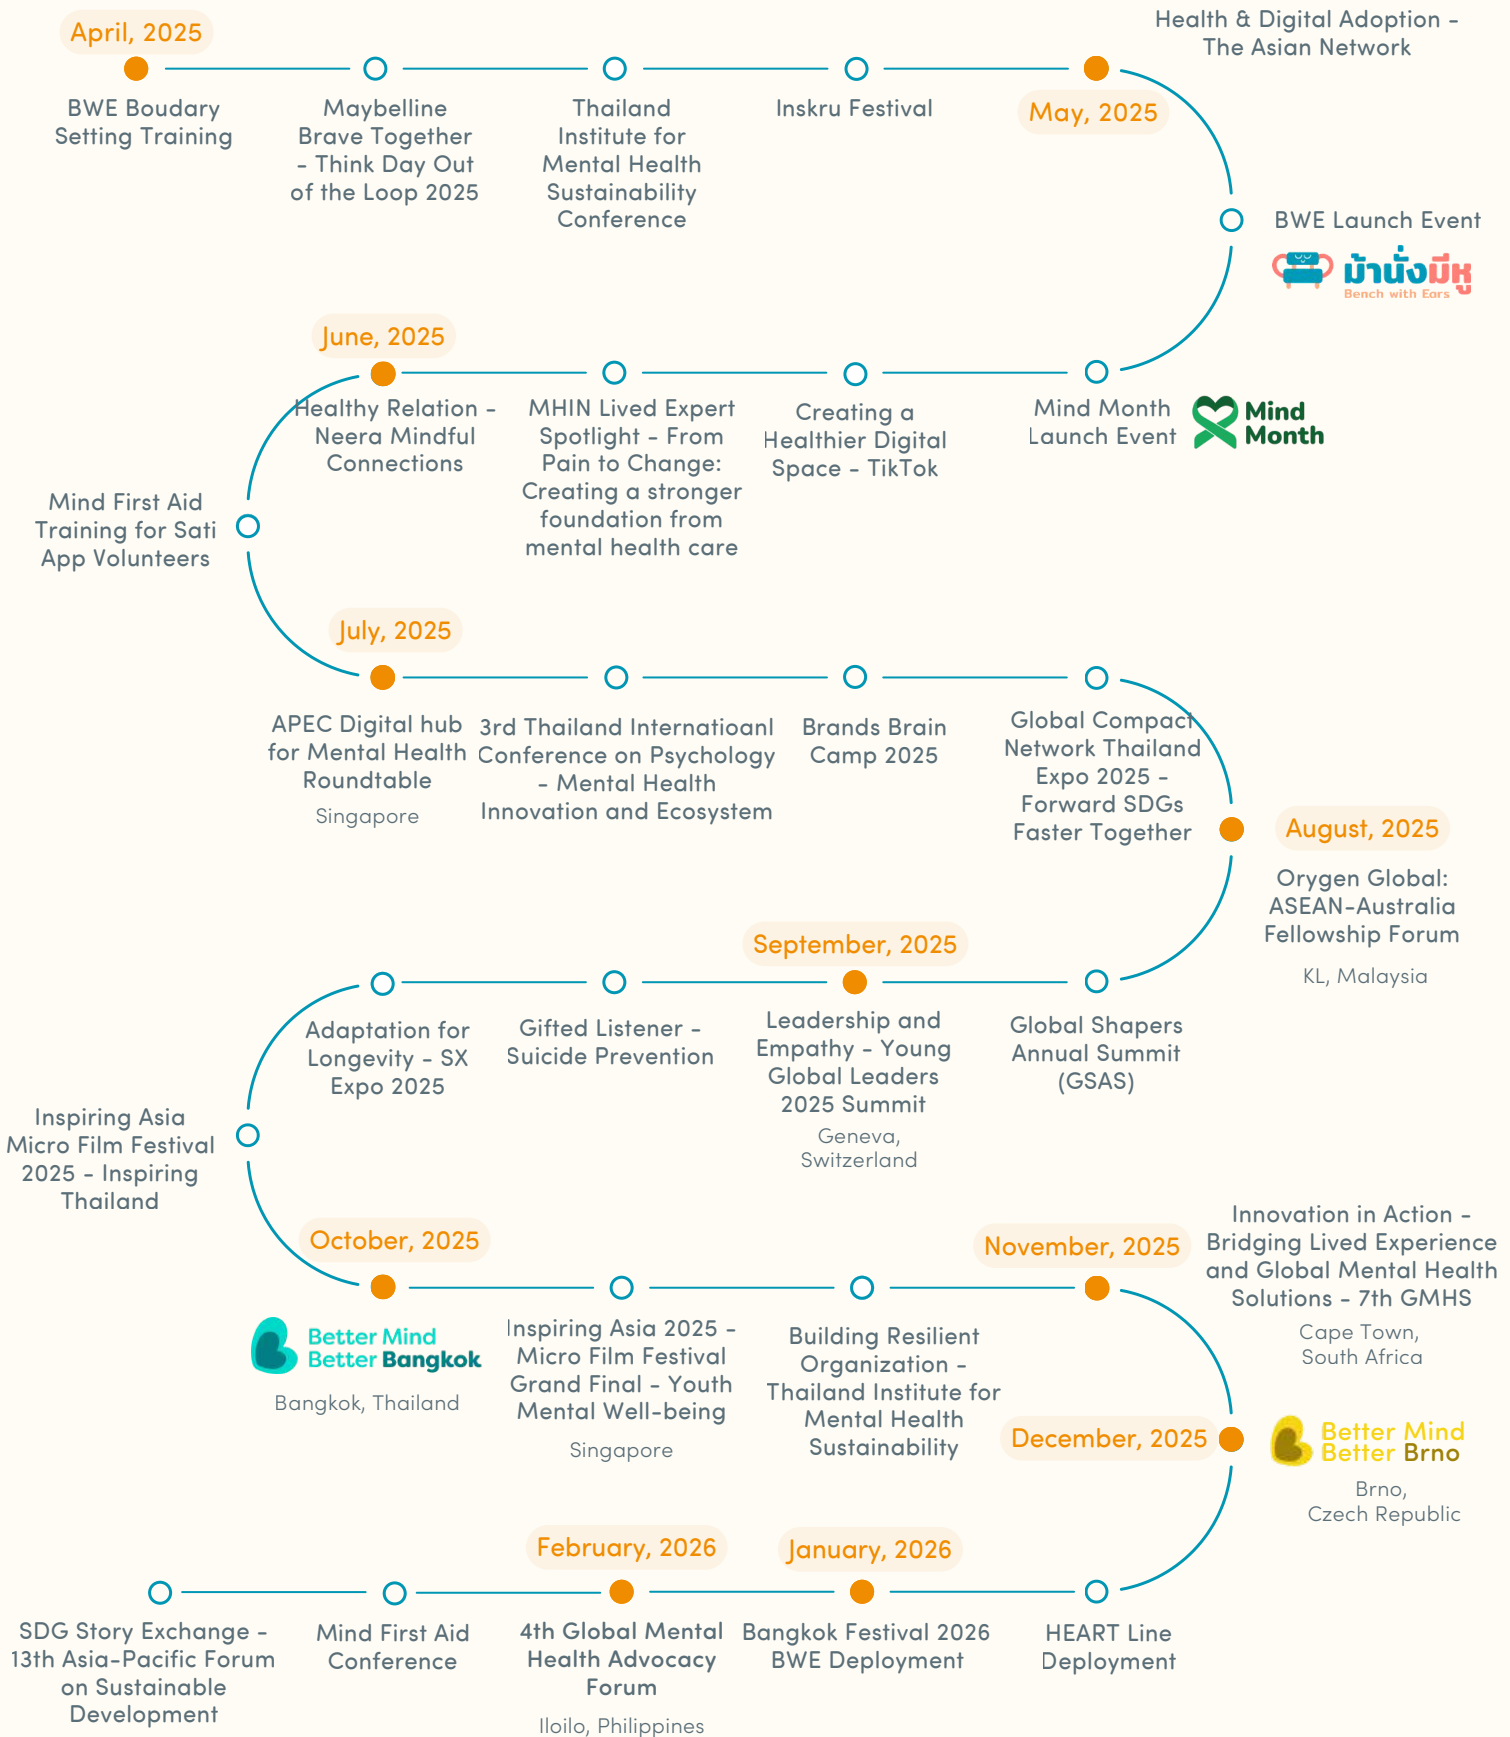 April, 2025
BWE Boudary
Setting Training
Maybelline
Brave Together
- Think Day Out
of the Loop 2025
Thailand
Institute for
Mental Health
Sustainability
Conference
Inskru Festival
Health & Digital Adoption -
The Asian Network
May, 2025
BWE Launch Event
ม้านั่งมีหู
Bench with Ears
Mind Month
Launch Event
Mind
Month
Creating a
Healthier Digital
Space - TikTok
MHIN Lived Expert
Spotlight - From
Pain to Change:
Creating a stronger
foundation from
mental health care
June, 2025
Healthy Relation -
Neera Mindful
Connections
Mind First Aid
Training for Sati
App Volunteers
July, 2025
APEC Digital hub
for Mental Health
Roundtable
Singapore
3rd Thailand Internatioanl
Conference on Psychology
- Mental Health
Innovation and Ecosystem
Brands Brain
Camp 2025
Global Compact
Network Thailand
Expo 2025 -
Forward SDGs
Faster Together
August, 2025
Orygen Global:
ASEAN-Australia
Fellowship Forum
KL, Malaysia
Global Shapers
Annual Summit
(GSAS)
September, 2025
Leadership and
Empathy - Young
Global Leaders
2025 Summit
Geneva,
Switzerland
Gifted Listener -
Suicide Prevention
Adaptation for
Longevity - SX
Expo 2025
Inspiring Asia
Micro Film Festival
2025 - Inspiring
Thailand
October, 2025
Better Mind
Better Bangkok
Bangkok, Thailand
Inspiring Asia 2025 -
Micro Film Festival
Grand Final - Youth
Mental Well-being
Singapore
Building Resilient
Organization -
Thailand Institute for
Mental Health
Sustainability
November, 2025
Innovation in Action -
Bridging Lived Experience
and Global Mental Health
Solutions - 7th GMHS
Cape Town,
South Africa
December, 2025
Better Mind
Better Brno
Brno,
Czech Republic
HEART Line
Deployment
January, 2026
Bangkok Festival 2026
BWE Deployment
February, 2026
4th Global Mental
Health Advocacy
Forum
Iloilo, Philippines
Mind First Aid
Conference
SDG Story Exchange -
13th Asia-Pacific Forum
on Sustainable
Development